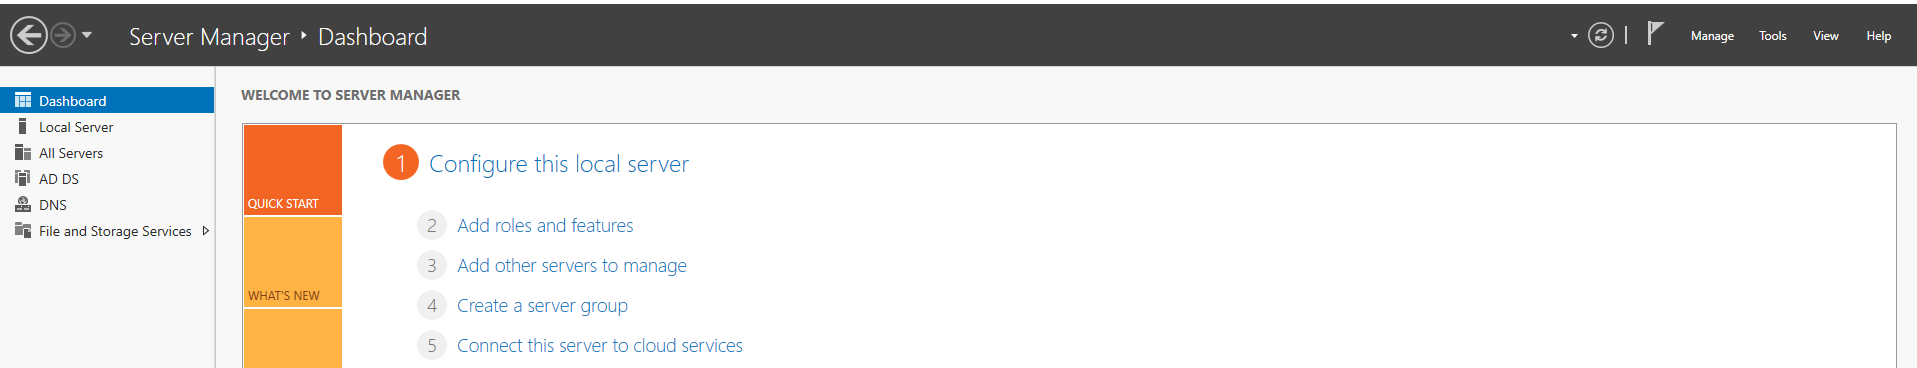 Server Manager ‣ Dashboard
Manage Tools View Help
Dashboard
Local Server
All Servers
AD DS
DNS
File and Storage Services
WELCOME TO SERVER MANAGER
QUICK START
WHAT'S NEW
1 Configure this local server
2 Add roles and features
3 Add other servers to manage
4 Create a server group
5 Connect this server to cloud services